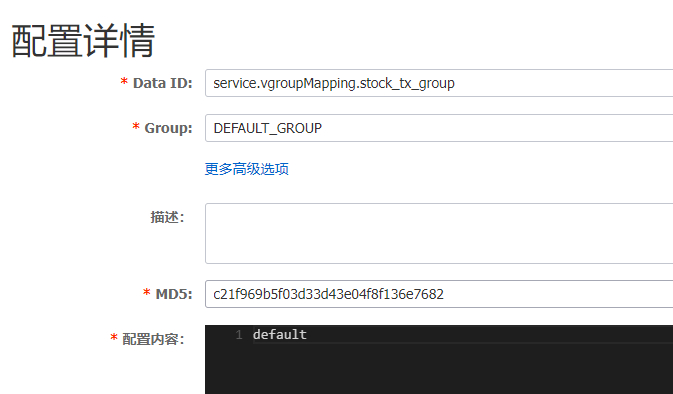 配置详情
* Data ID: service.vgroupMapping.stock_tx_group
* Group: DEFAULT_GROUP
更多高级选项
描述：
* MD5: c21f969b5f03d33d43e04f8f136e7682
* 配置内容： 1 default